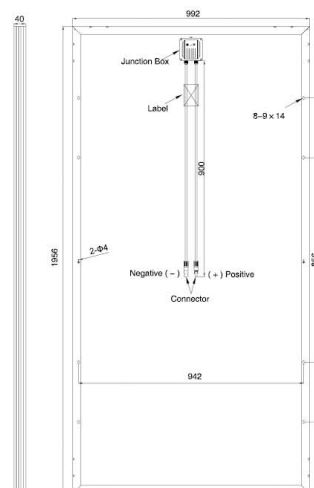 40
992
Junction Box
Label
8-9 x 14
900
1956
2-Φ4
Negative ( - )
( + ) Positive
Connector
942